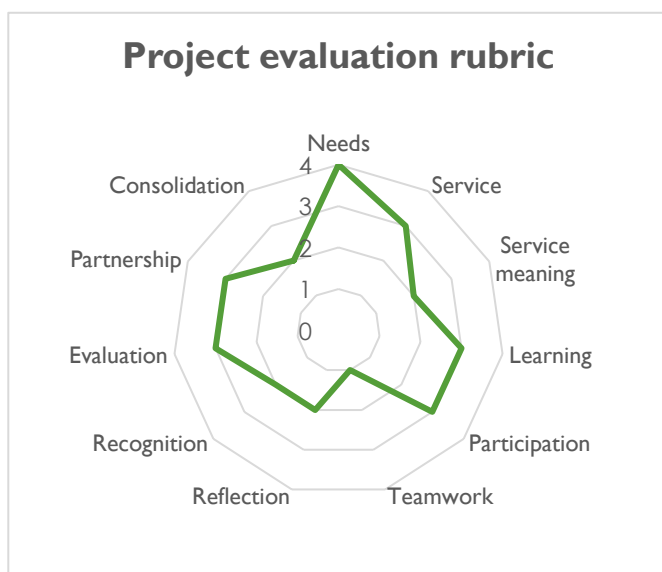 Project evaluation rubric
Needs
Service
Service
meaning
Learning
Participation
Teamwork
Reflection
Recognition
Evaluation
Partnership
Consolidation
4
3
2
1
0